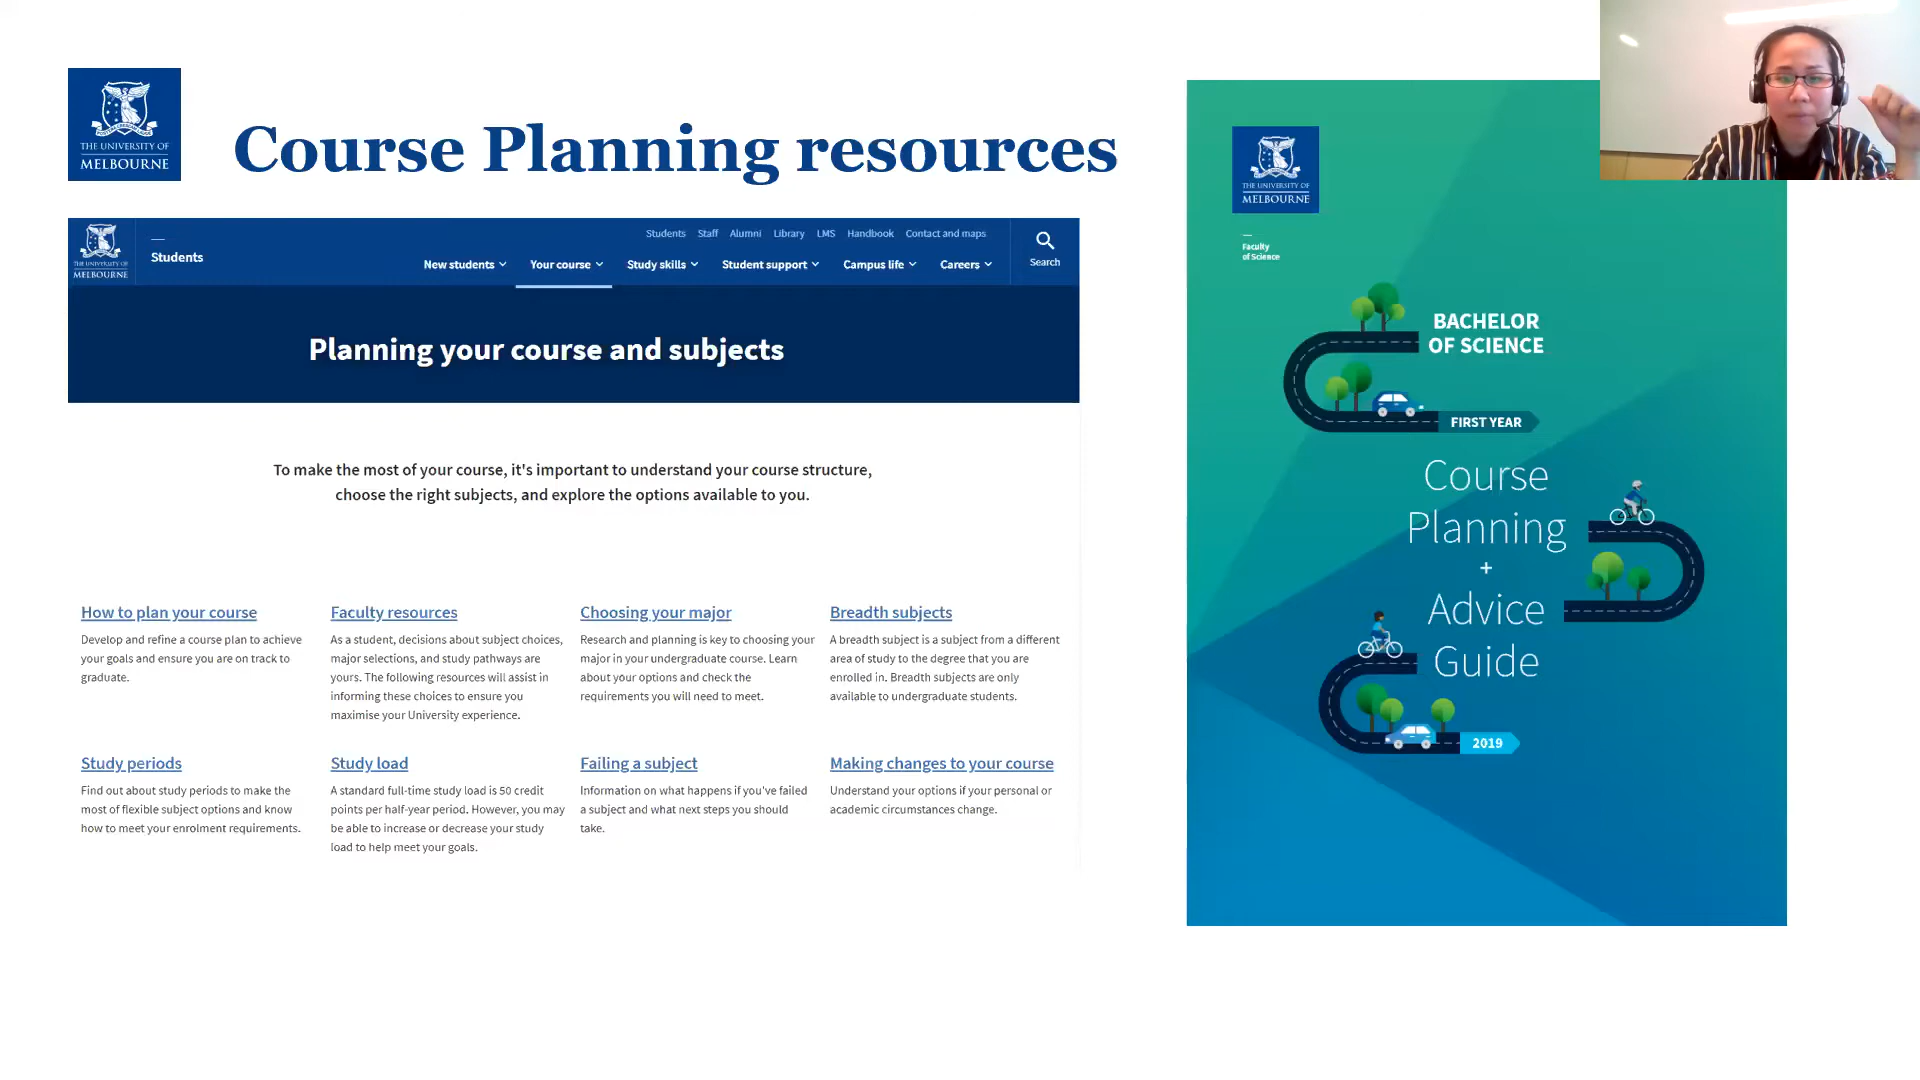 THE UNIVERSITY OF
MELBOURNE
Course Planning resources
THE UNIVERSITY OF
MELBOURNE
Students
Students Staff Alumni Library LMS Handbook Contact and maps
New students Your course Study skills Student support Campus life Careers
Search
Planning your course and subjects
To make the most of your course, it's important to understand your course structure,
choose the right subjects, and explore the options available to you.
How to plan your course
Develop and refine a course plan to achieve
your goals and ensure you are on track to
graduate.
Faculty resources
As a student, decisions about subject choices,
major selections, and study pathways are
yours. The following resources will assist in
informing these choices to ensure you
maximise your University experience.
Choosing your major
Research and planning is key to choosing your
major in your undergraduate course. Learn
about your options and check the
requirements you will need to meet.
Breadth subjects
A breadth subject is a subject from a different
area of study to the degree that you are
enrolled in. Breadth subjects are only
available to undergraduate students.
Study periods
Find out about study periods to make the
most of flexible subject options and know
how to meet your enrolment requirements.
Study load
A standard full-time study load is 50 credit
points per half-year period. However, you may
be able to increase or decrease your study
load to help meet your goals.
Failing a subject
Information on what happens if you've failed
a subject and what next steps you should
take.
Making changes to your course
Understand your options if your personal or
academic circumstances change.
THE UNIVERSITY OF
MELBOURNE
Faculty
of Science
BACHELOR
OF SCIENCE
FIRST YEAR
Course
Planning
+
Advice
Guide
2019